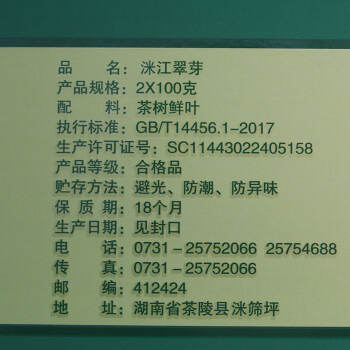 品　　名：洣江翠芽
产品规格：2X100克
配　　料：茶树鲜叶
执行标准：GB/T14456.1-2017
生产许可证号：SC11443022405158
产品等级：合格品
贮存方法：避光、防潮、防异味
保 质 期：18个月
生产日期：见封口
电　　话：0731-25752066 25754688
传　　真：0731-25752066
邮　　编：412424
地　　址：湖南省茶陵县洣筛坪